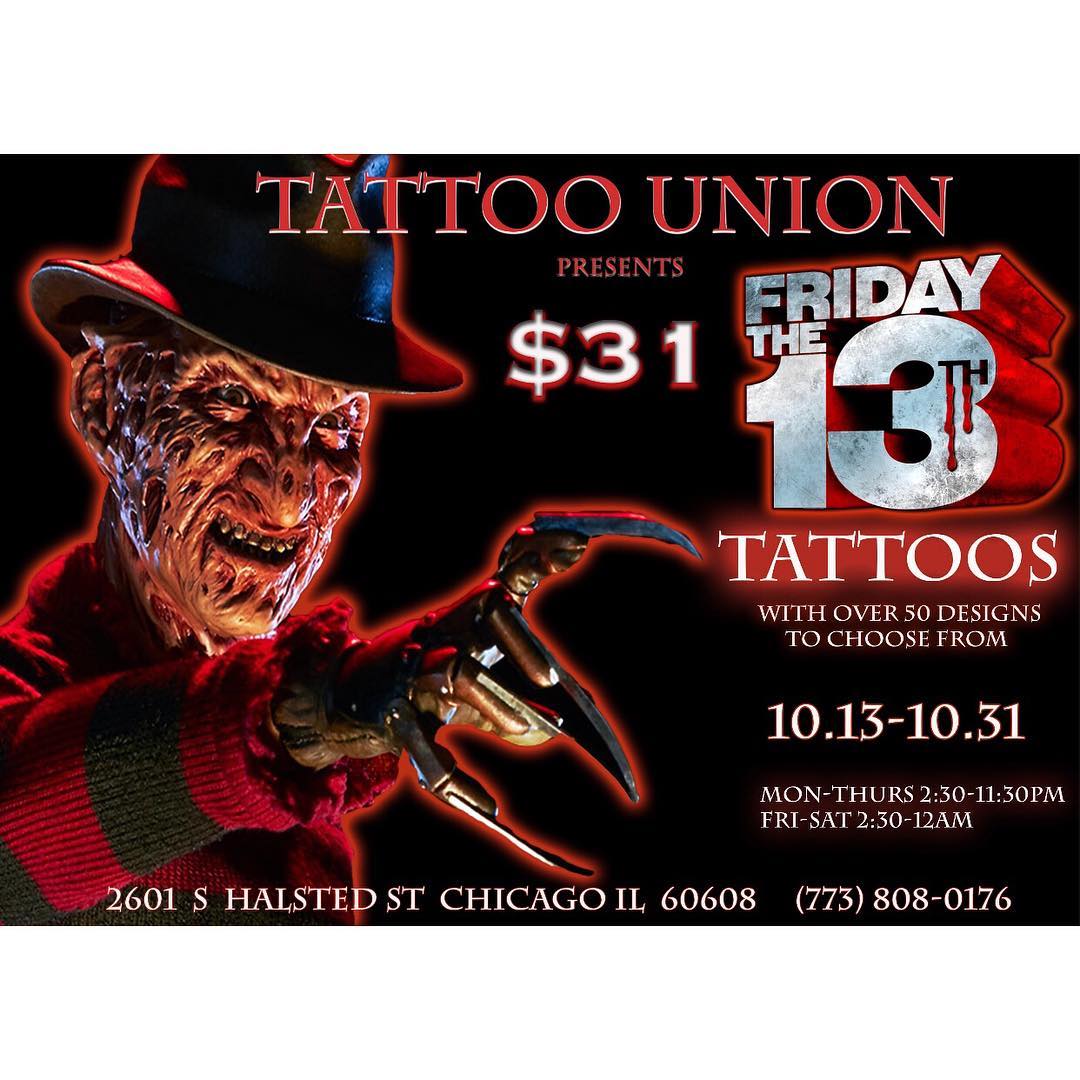 TATTOO UNION
PRESENTS
$31
FRIDAY
THE
13TH
TATTOOS
WITH OVER 50 DESIGNS
TO CHOOSE FROM
10.13-10.31
MON-THURS 2:30-11:30PM
FRI-SAT 2:30-12AM
2601 S HALSTED ST CHICAGO IL 60608 (773) 808-0176